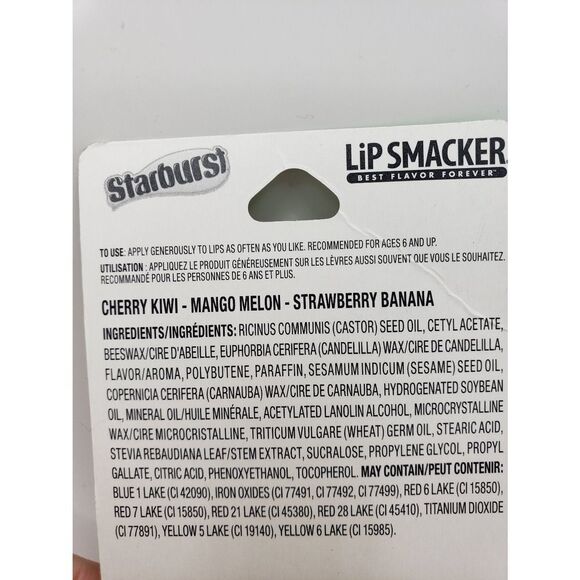 Starburst
LiP SMACKER
BEST FLAVOR FOREVER
TO USE: APPLY GENEROUSLY TO LIPS AS OFTEN AS YOU LIKE. RECOMMENDED FOR AGES 6 AND UP.
UTILISATION : APPLIQUEZ LE PRODUIT GÉNÉREUSEMENT SUR LES LÈVRES AUSSI SOUVENT QUE VOUS LE SOUHAITEZ.
RECOMMANDÉ POUR LES PERSONNES DE 6 ANS ET PLUS.
CHERRY KIWI - MANGO MELON - STRAWBERRY BANANA
INGREDIENTS/INGRÉDIENTS: RICINUS COMMUNIS (CASTOR) SEED OIL, CETYL ACETATE,
BEESWAX/CIRE D'ABEILLE, EUPHORBIA CERIFERA (CANDELILLA) WAX/CIRE DE CANDELILLA,
FLAVOR/AROMA, POLYBUTENE, PARAFFIN, SESAMUM INDICUM (SESAME) SEED OIL,
COPERNICIA CERIFERA (CARNAUBA) WAX/CIRE DE CARNAUBA, HYDROGENATED SOYBEAN
OIL, MINERAL OIL/HUILE MINÉRALE, ACETYLATED LANOLIN ALCOHOL, MICROCRYSTALLINE
WAX/CIRE MICROCRISTALLINE, TRITICUM VULGARE (WHEAT) GERM OIL, STEARIC ACID,
STEVIA REBAUDIANA LEAF/STEM EXTRACT, SUCRALOSE, PROPYLENE GLYCOL, PROPYL
GALLATE, CITRIC ACID, PHENOXYETHANOL, TOCOPHEROL. MAY CONTAIN/PEUT CONTENIR:
BLUE 1 LAKE (CI 42090), IRON OXIDES (CI 77491, CI 77492, CI 77499), RED 6 LAKE (CI 15850),
RED 7 LAKE (CI 15850), RED 21 LAKE (CI 45380), RED 28 LAKE (CI 45410), TITANIUM DIOXIDE
(CI 77891), YELLOW 5 LAKE (CI 19140), YELLOW 6 LAKE (CI 15985).